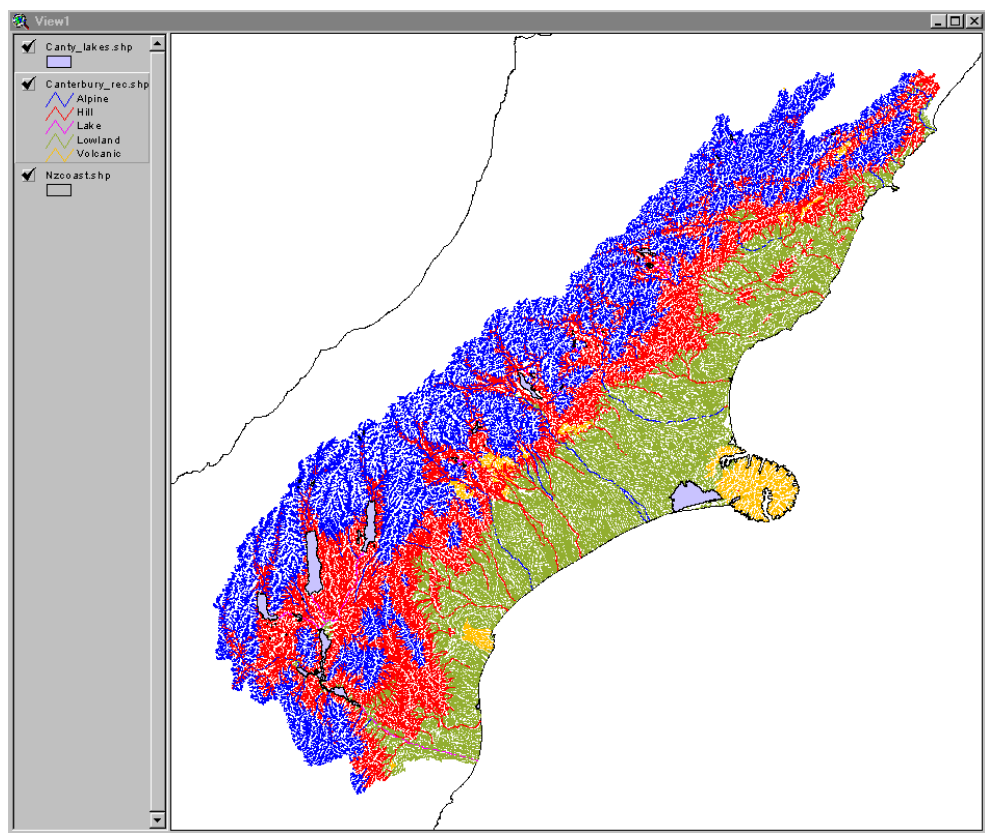 View1
Canty_lakes.shp
Canterbury_rec.shp
Alpine
Hill
Lake
Lowland
Volcanic
Nzcoast.shp